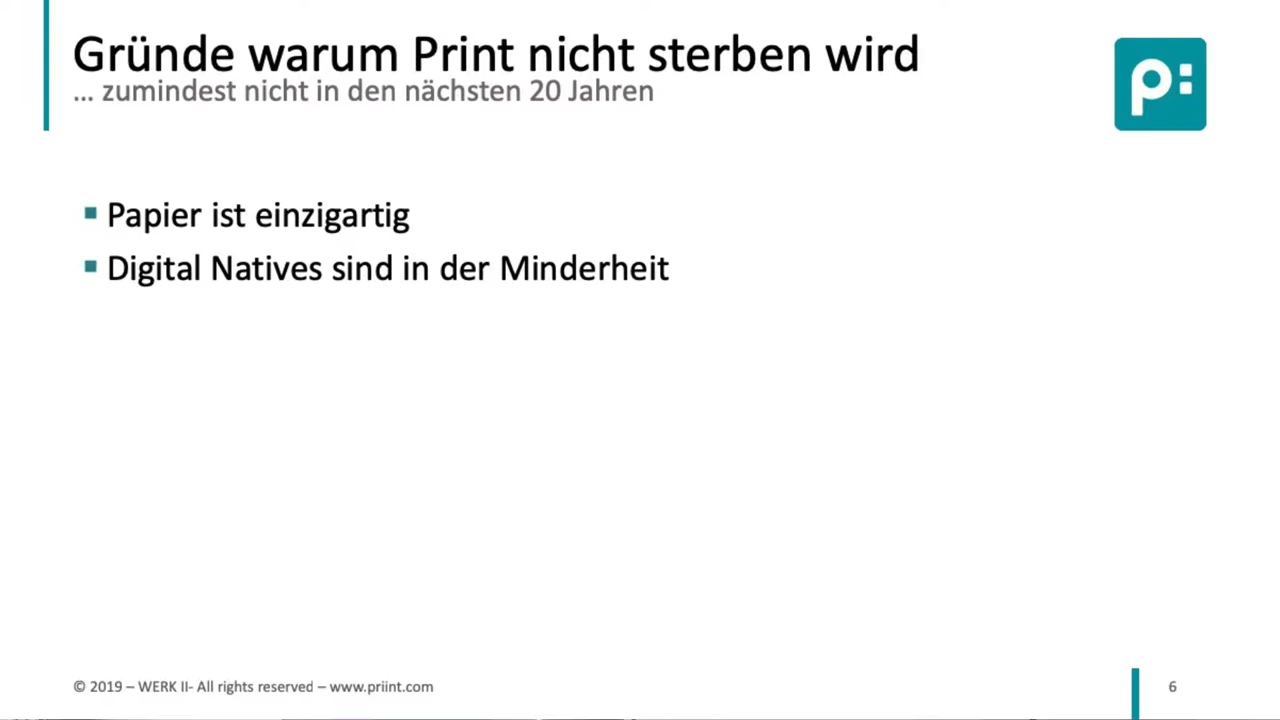 Gründe warum Print nicht sterben wird
... zumindest nicht in den nächsten 20 Jahren
p:
▪ Papier ist einzigartig
▪ Digital Natives sind in der Minderheit
© 2019 – WERK II- All rights reserved – www.priint.com
6